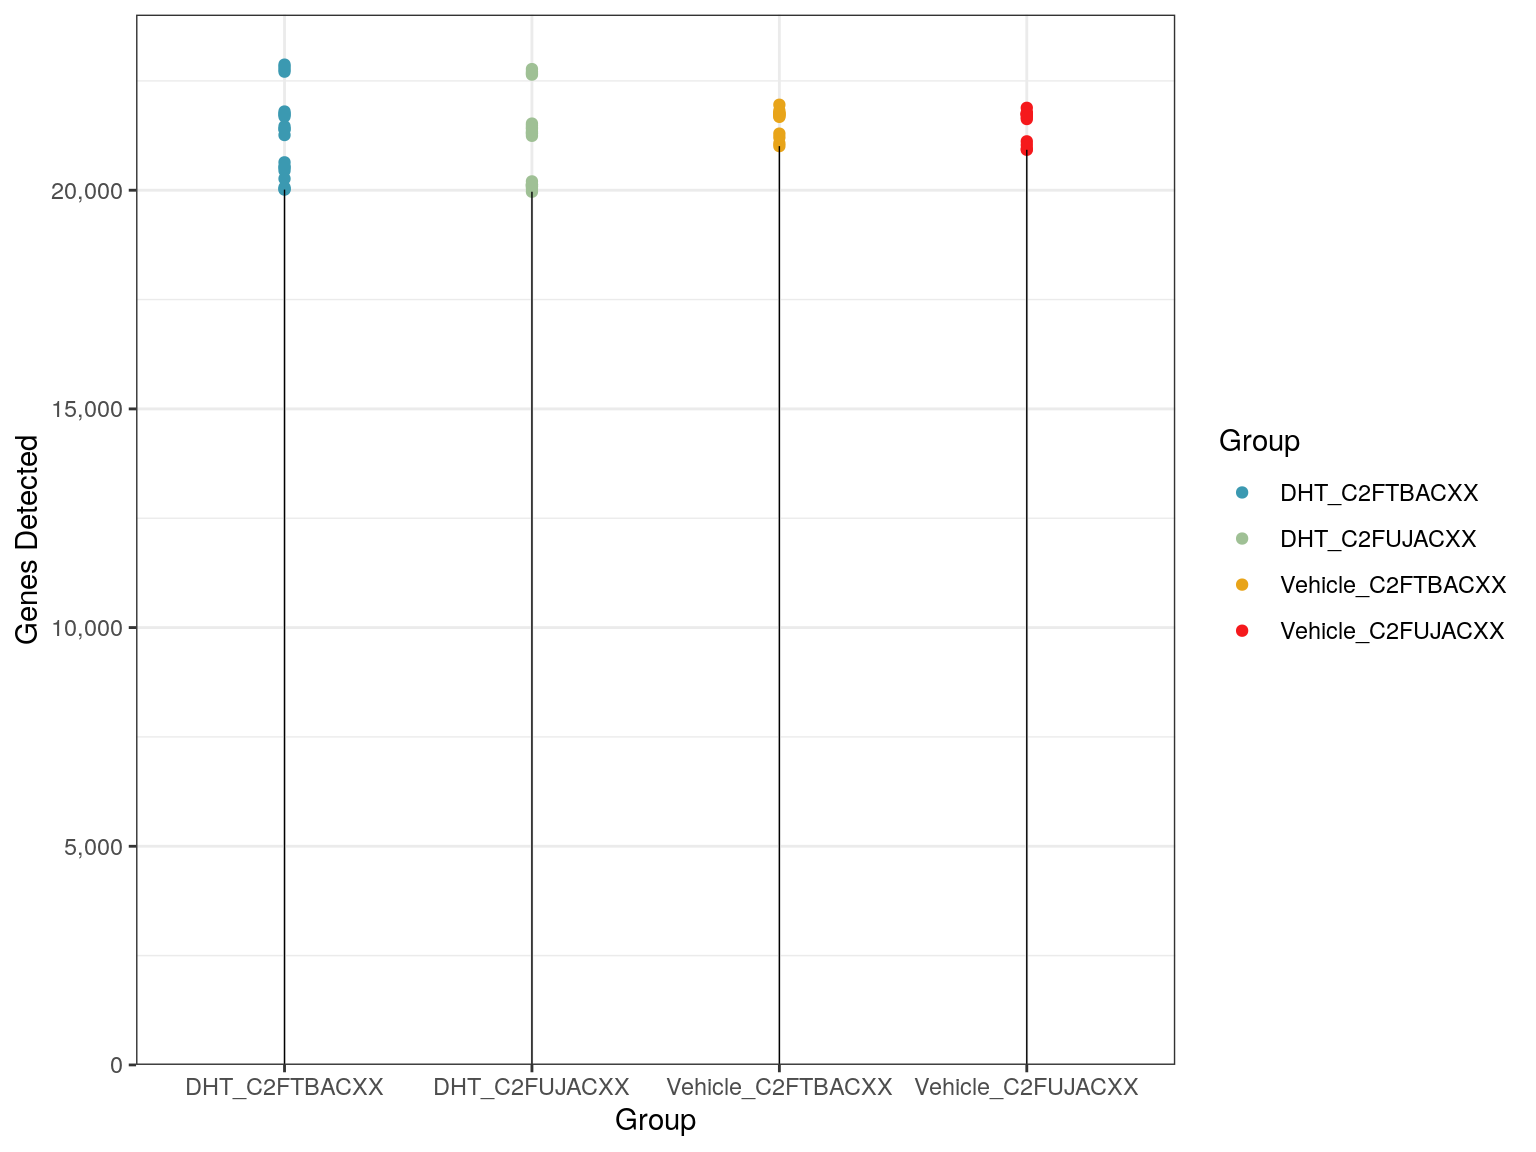 Genes Detected
20,000
15,000
10,000
5,000
0
DHT_C2FTBACXX
DHT_C2FUJACXX
Vehicle_C2FTBACXX
Vehicle_C2FUJACXX
Group
Group
DHT_C2FTBACXX
DHT_C2FUJACXX
Vehicle_C2FTBACXX
Vehicle_C2FUJACXX